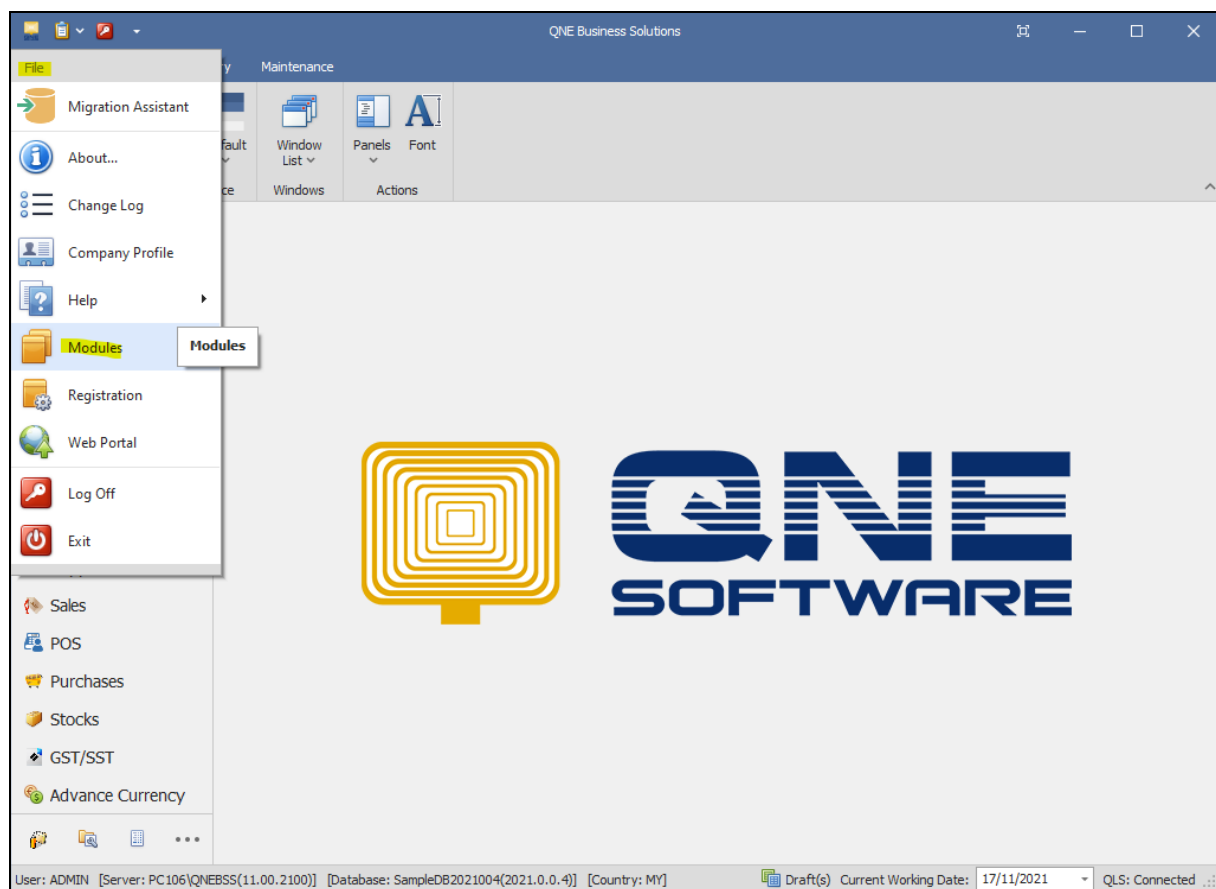 QNE Business Solutions
File
Maintenance
Migration Assistant
About...
Change Log
Company Profile
Help
Modules
Modules
Registration
Web Portal
Log Off
Exit
Window
List
Windows
Panels
Font
Actions
QNE
SOFTWARE
Sales
POS
Purchases
Stocks
GST/SST
Advance Currency
User: ADMIN [Server: PC106\QNEBSS(11.00.2100)] [Database: SampleDB2021004(2021.0.0.4)] [Country: MY] Draft(s) Current Working Date: 17/11/2021 QLS: Connected